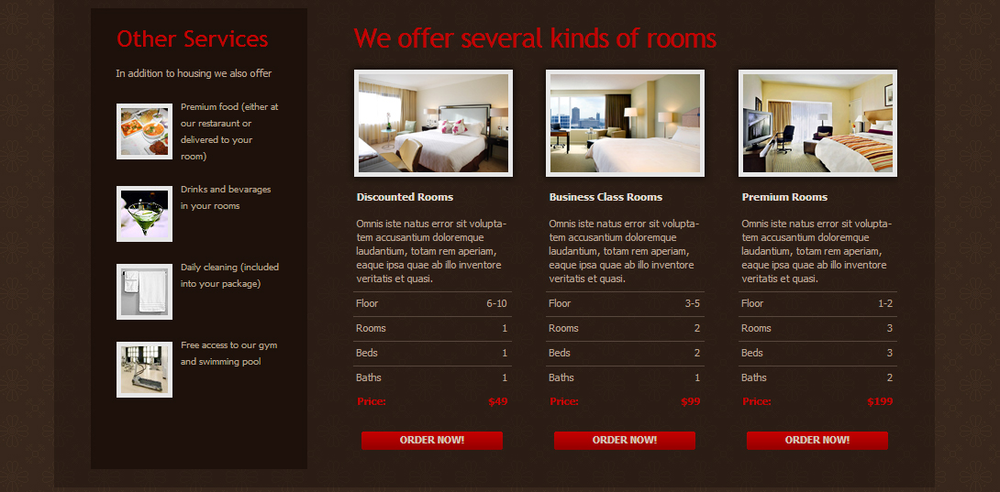 Other Services
In addition to housing we also offer
Premium food (either at
our restaraunt or
delivered to your
room)
Drinks and bevarages
in your rooms
Daily cleaning (included
into your package)
Free access to our gym
and swimming pool
We offer several kinds of rooms
Discounted Rooms
Omnis iste natus error sit volupta-
tem accusantium doloremque
laudantium, totam rem aperiam,
eaque ipsa quae ab illo inventore
veritatis et quasi.
Floor 6-10
Rooms 1
Beds 1
Baths 1
Price: $49
ORDER NOW!
Business Class Rooms
Omnis iste natus error sit volupta-
tem accusantium doloremque
laudantium, totam rem aperiam,
eaque ipsa quae ab illo inventore
veritatis et quasi.
Floor 3-5
Rooms 2
Beds 2
Baths 1
Price: $99
ORDER NOW!
Premium Rooms
Omnis iste natus error sit volupta-
tem accusantium doloremque
laudantium, totam rem aperiam,
eaque ipsa quae ab illo inventore
veritatis et quasi.
Floor 1-2
Rooms 3
Beds 3
Baths 2
Price: $199
ORDER NOW!